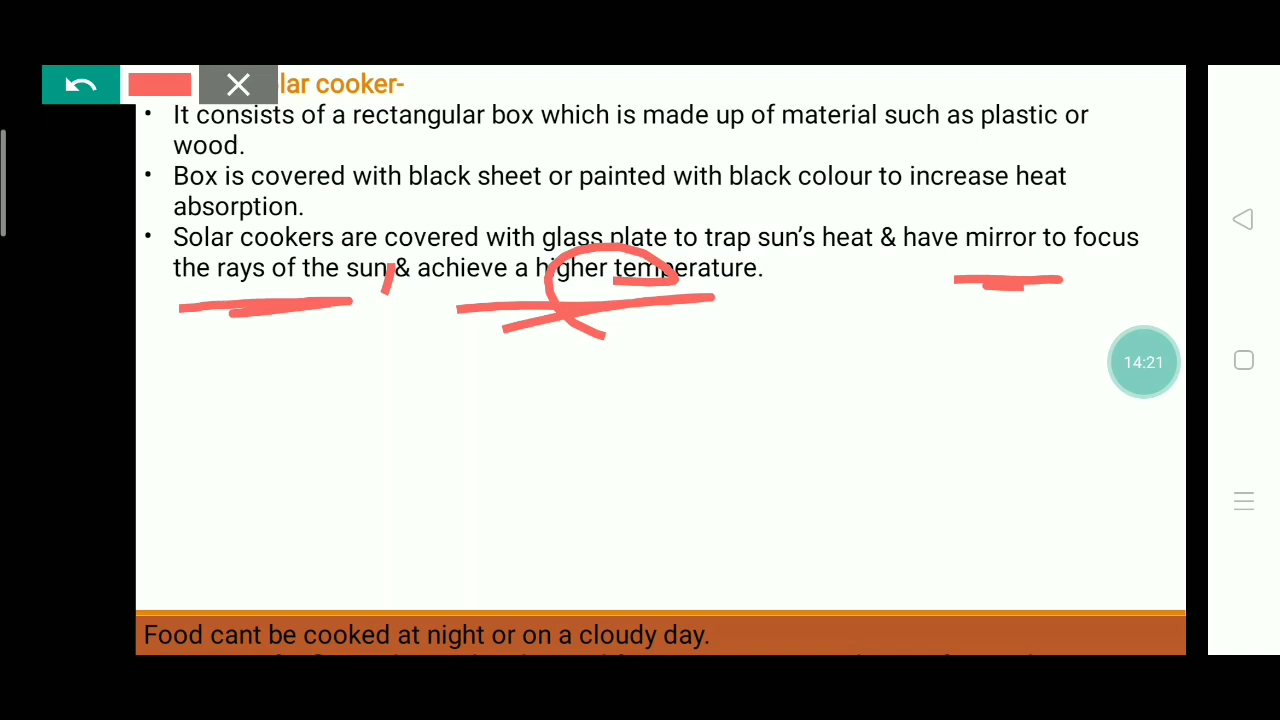 lar cooker-
• It consists of a rectangular box which is made up of material such as plastic or
wood.
• Box is covered with black sheet or painted with black colour to increase heat
absorption.
• Solar cookers are covered with glass plate to trap sun’s heat & have mirror to focus
the rays of the sun & achieve a higher temperature.
14:21
Food cant be cooked at night or on a cloudy day.